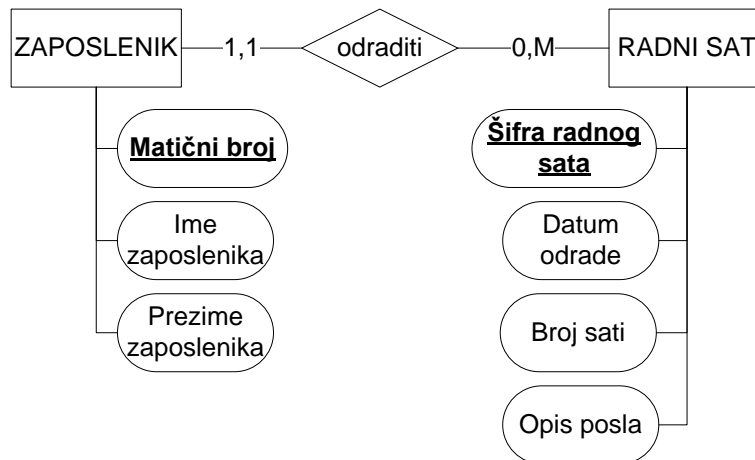 ZAPOSLENIK
1,1
odraditi
0,M
RADNI SAT
Matični broj
Ime
zaposlenika
Prezime
zaposlenika
Šifra radnog
sata
Datum
odrade
Broj sati
Opis posla